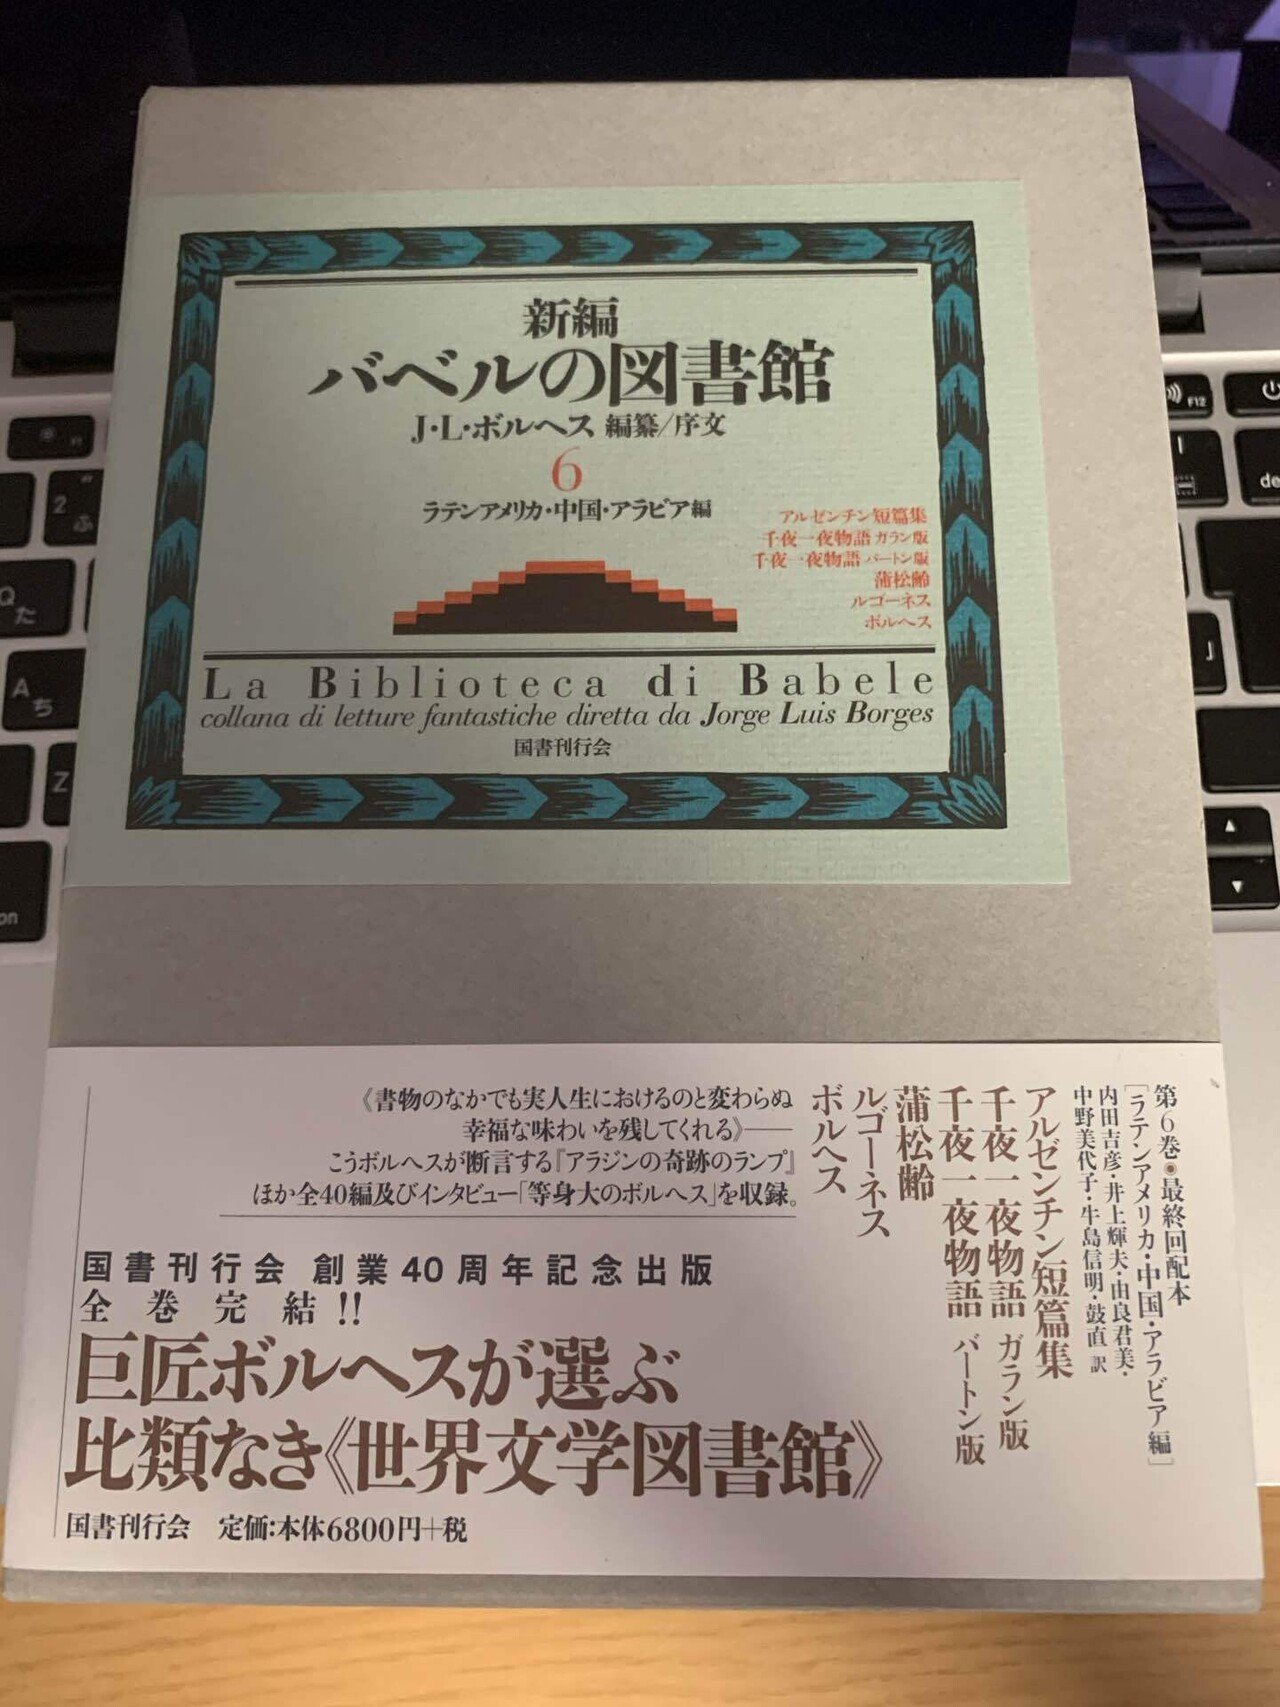 新編
バベルの図書館
J・L・ボルヘス 編纂/序文
6
ラテンアメリカ・中国・アラビア編
アルゼンチン短篇集
千夜一夜物語 ガラン版
千夜一夜物語 バートン版
蒲松齢
ルゴーネス
ボルヘス
La Biblioteca di Babele
collana di letture fantastiche diretta da Jorge Luis Borges
国書刊行会
第6巻◉最終回配本
[ラテンアメリカ・中国・アラビア編]
内田吉彦・井上輝夫・由良君美・
中野美代子・牛島信明・鼓直 訳
アルゼンチン短篇集
千夜一夜物語 ガラン版
千夜一夜物語 バートン版
蒲松齢
ルゴーネス
ボルヘス
《書物のなかでも実人生におけるのと変わらぬ
幸福な味わいを残してくれる》――
こうボルヘスが断言する『アラジンの奇跡のランプ』
ほか全40編及びインタビュー「等身大のボルヘス」を収録。
国書刊行会 創業40周年記念出版
全巻完結!!
巨匠ボルヘスが選ぶ
比類なき《世界文学図書館》
国書刊行会 定価:本体6800円+税
F1
2
ふ
Q
た
A
ち
Z
F12
de
J
on